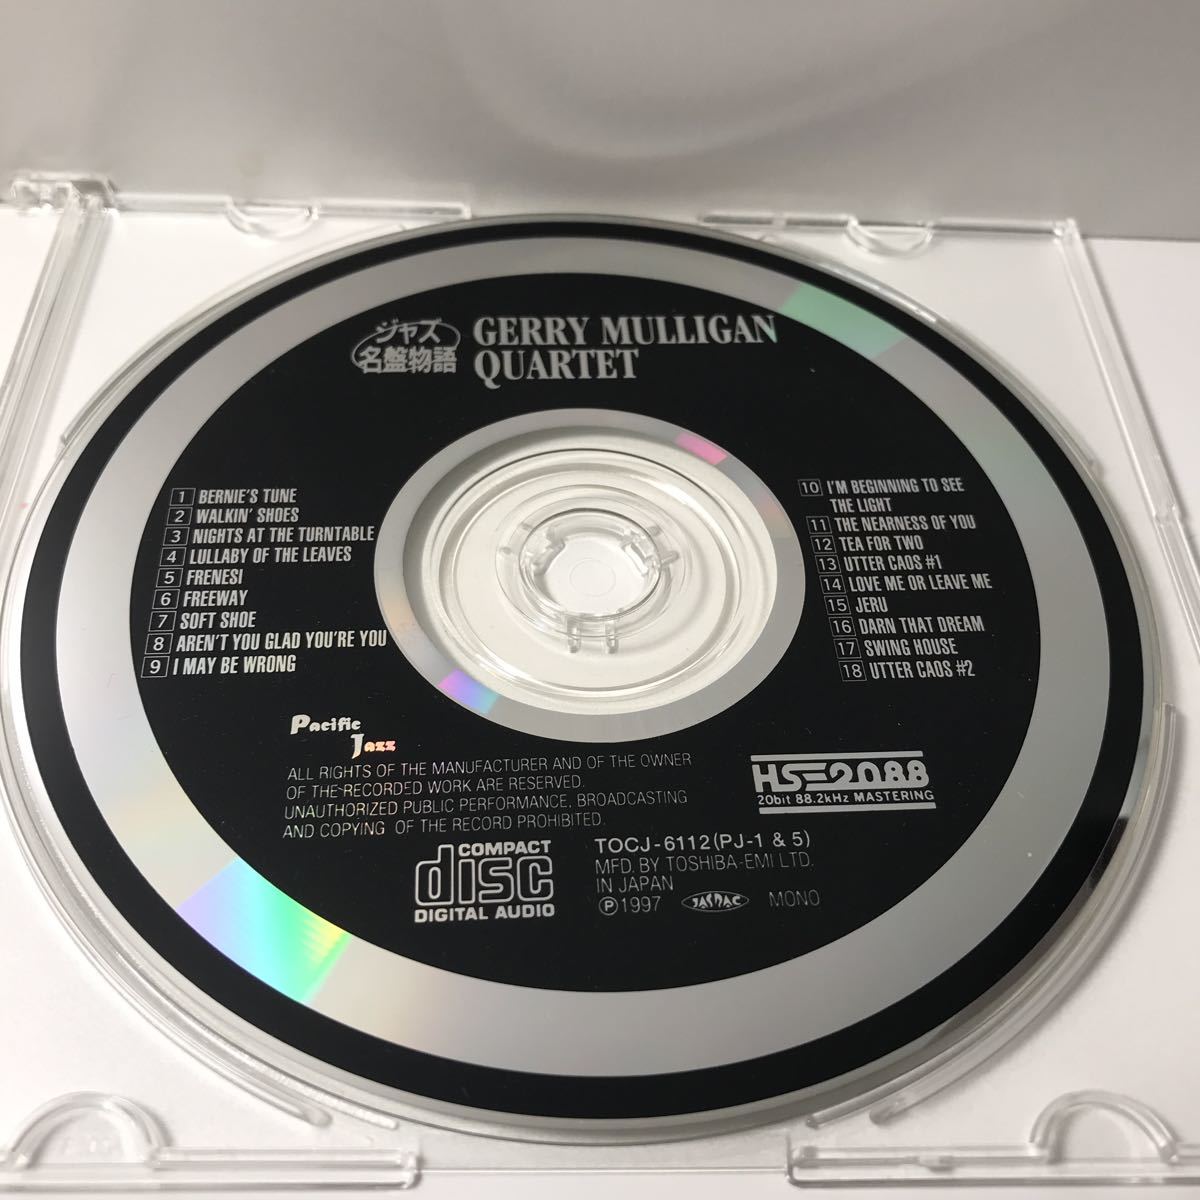 ジャズ
名盤物語
GERRY MULLIGAN
QUARTET
1 BERNIE'S TUNE
2 WALKIN' SHOES
3 NIGHTS AT THE TURNTABLE
4 LULLABY OF THE LEAVES
5 FRENESI
6 FREEWAY
7 SOFT SHOE
8 AREN'T YOU GLAD YOU'RE YOU
9 I MAY BE WRONG
10 I'M BEGINNING TO SEE
THE LIGHT
11 THE NEARNESS OF YOU
12 TEA FOR TWO
13 UTTER CAOS #1
14 LOVE ME OR LEAVE ME
15 JERU
16 DARN THAT DREAM
17 SWING HOUSE
18 UTTER CAOS #2
Pacific
Jazz
ALL RIGHTS OF THE MANUFACTURER AND OF THE OWNER
OF THE RECORDED WORK ARE RESERVED.
UNAUTHORIZED PUBLIC PERFORMANCE, BROADCASTING
AND COPYING OF THE RECORD PROHIBITED.
HS=2088
20bit 88.2kHz MASTERING
COMPACT
disc
DIGITAL AUDIO
TOCJ-6112(PJ-1 & 5)
MFD. BY TOSHIBA-EMI LTD.
IN JAPAN
℗1997 JASRAC MONO